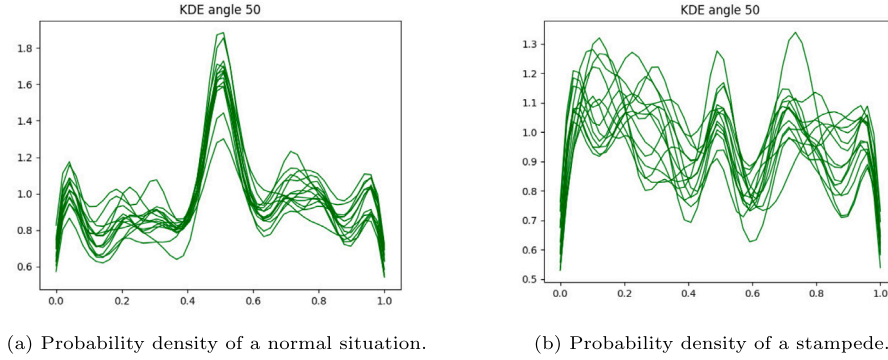 KDE angle 50
1.8
1.6
1.4
1.2
1.0
0.8
0.6
0.0 0.2 0.4 0.6 0.8 1.0
(a) Probability density of a normal situation.
KDE angle 50
1.3
1.2
1.1
1.0
0.9
0.8
0.7
0.6
0.5
0.0 0.2 0.4 0.6 0.8 1.0
(b) Probability density of a stampede.